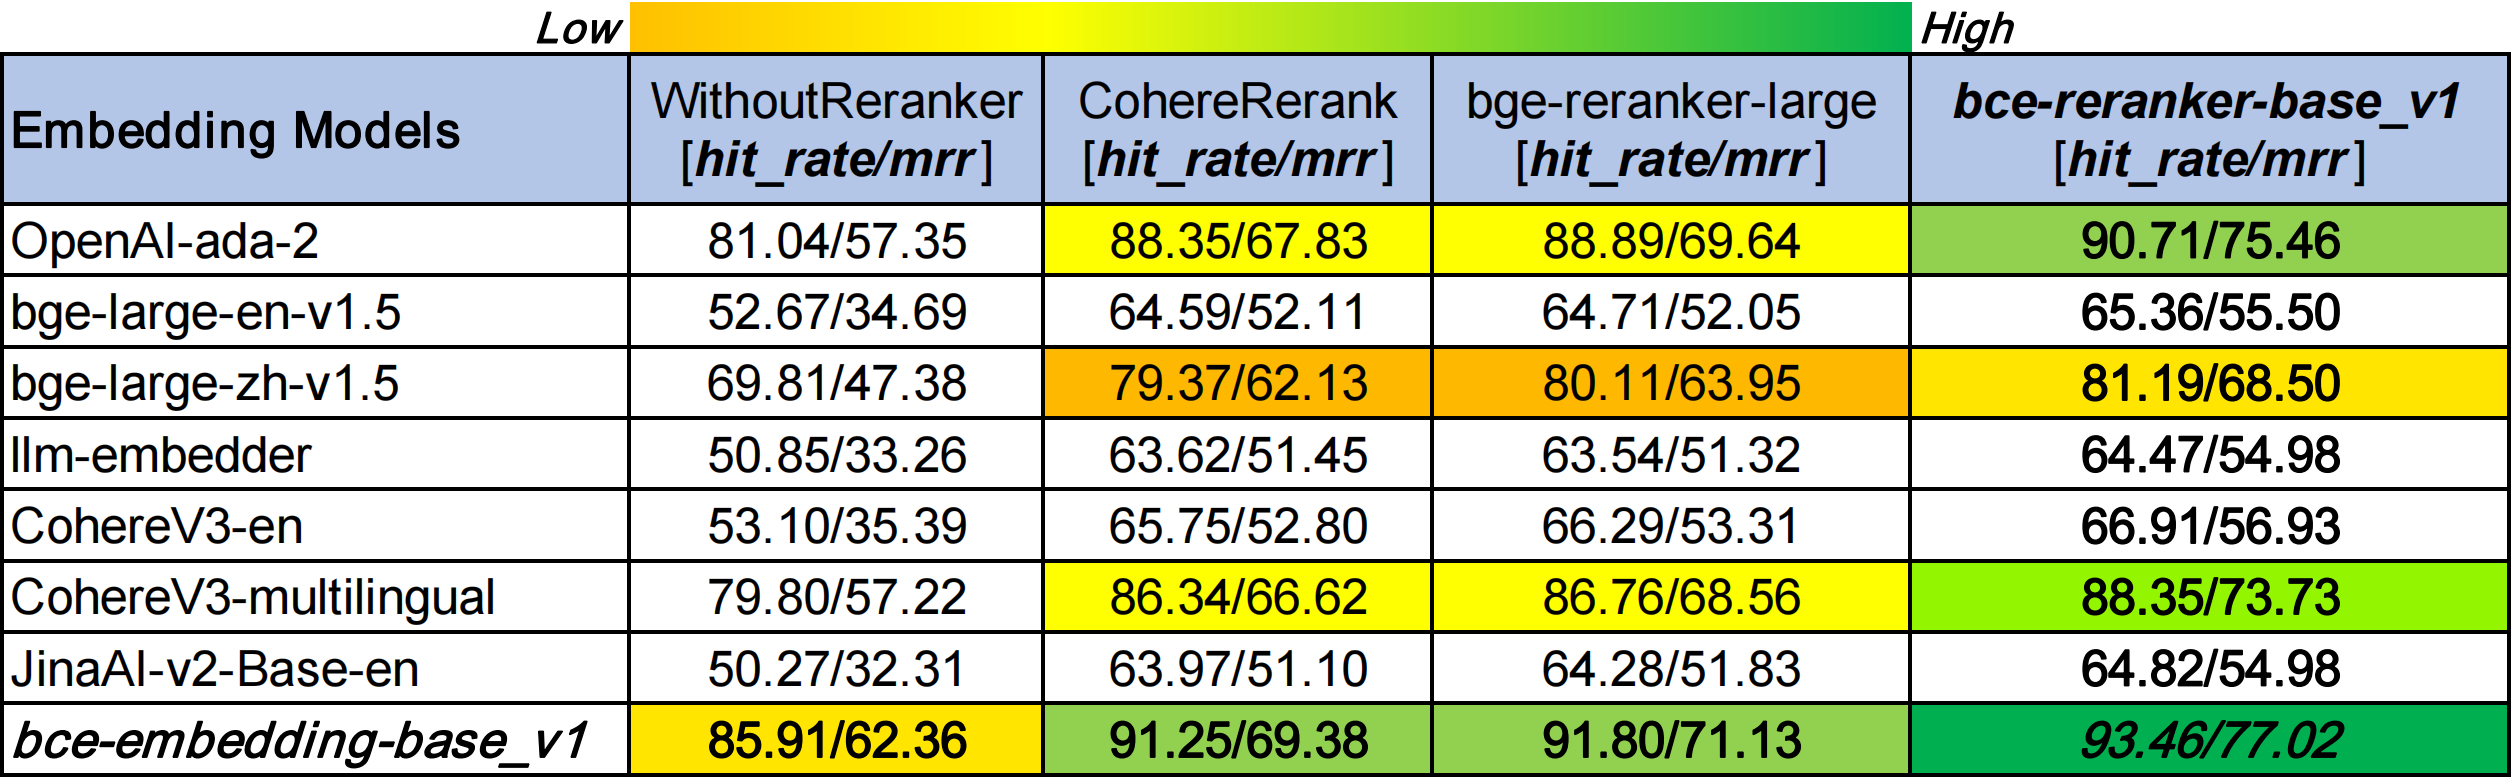 Low High
Embedding Models WithoutReranker [hit_rate/mrr] CohereRerank [hit_rate/mrr] bge-reranker-large [hit_rate/mrr] bce-reranker-base_v1 [hit_rate/mrr]
OpenAI-ada-2 81.04/57.35 88.35/67.83 88.89/69.64 90.71/75.46
bge-large-en-v1.5 52.67/34.69 64.59/52.11 64.71/52.05 65.36/55.50
bge-large-zh-v1.5 69.81/47.38 79.37/62.13 80.11/63.95 81.19/68.50
llm-embedder 50.85/33.26 63.62/51.45 63.54/51.32 64.47/54.98
CohereV3-en 53.10/35.39 65.75/52.80 66.29/53.31 66.91/56.93
CohereV3-multilingual 79.80/57.22 86.34/66.62 86.76/68.56 88.35/73.73
JinaAI-v2-Base-en 50.27/32.31 63.97/51.10 64.28/51.83 64.82/54.98
bce-embedding-base_v1 85.91/62.36 91.25/69.38 91.80/71.13 93.46/77.02